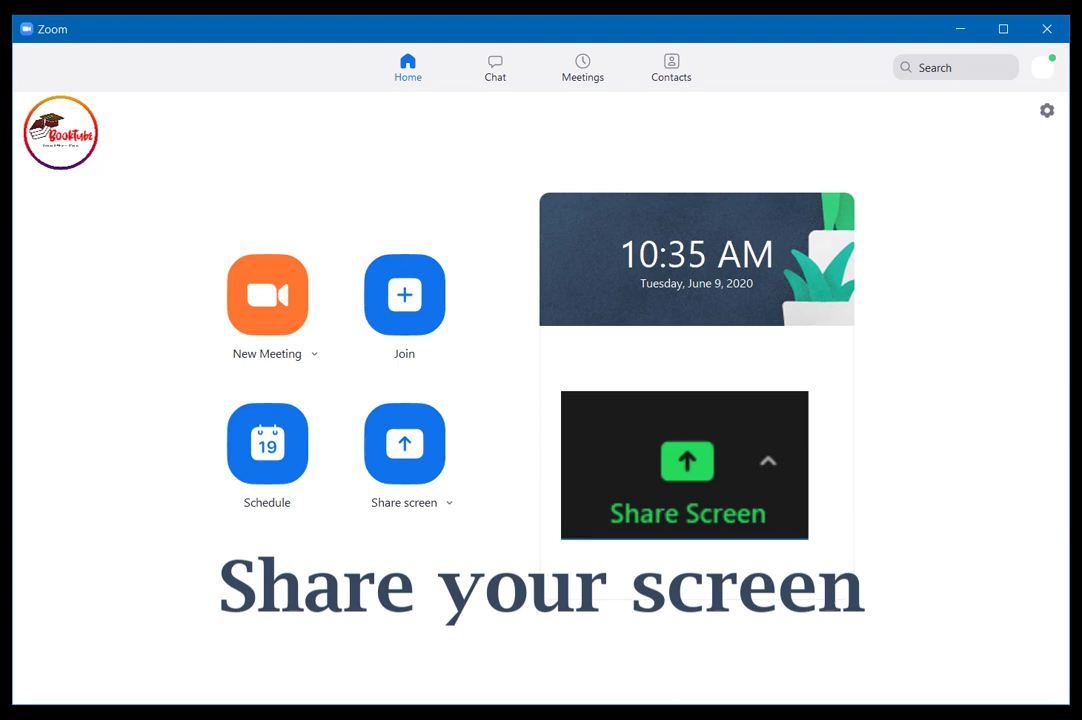 Zoom
Home
Chat
Meetings
Contacts
Search
BookTube
10:35 AM
Tuesday, June 9, 2020
New Meeting
Join
19
Schedule
Share screen
Share Screen
Share your screen